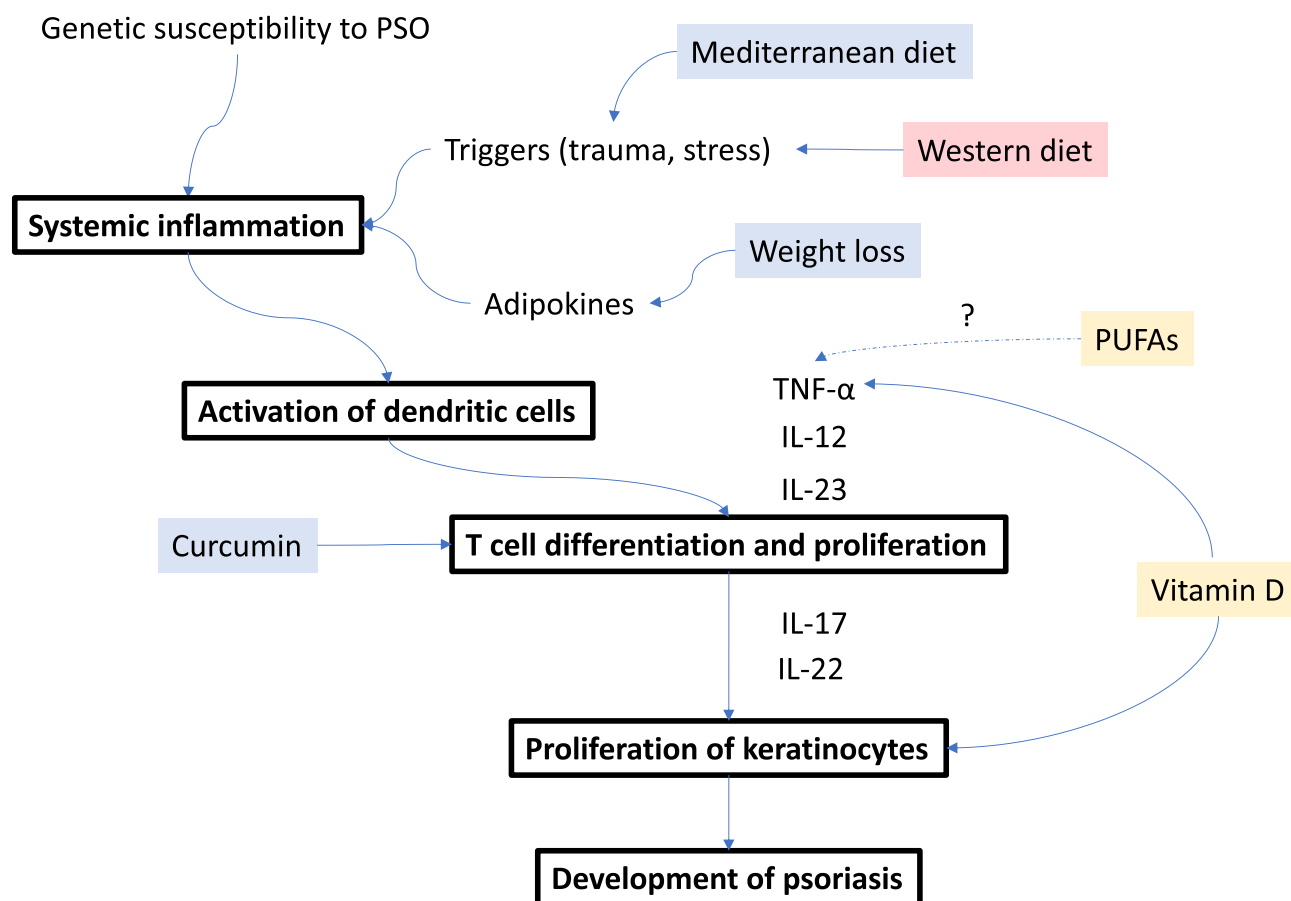 Genetic susceptibility to PSO
Mediterranean diet
Triggers (trauma, stress)
Western diet
Systemic inflammation
Weight loss
Adipokines
?
PUFAs
TNF-α
Activation of dendritic cells
IL-12
IL-23
Curcumin
T cell differentiation and proliferation
Vitamin D
IL-17
IL-22
Proliferation of keratinocytes
Development of psoriasis